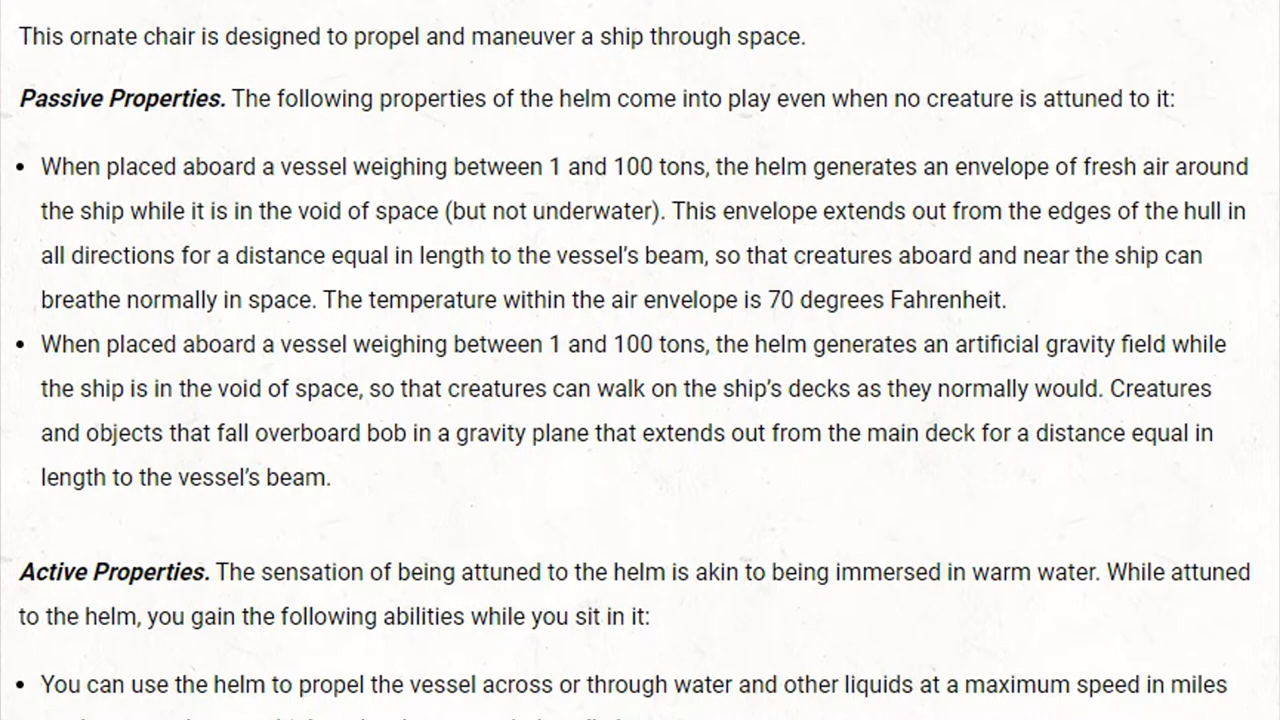 This ornate chair is designed to propel and maneuver a ship through space.
Passive Properties. The following properties of the helm come into play even when no creature is attuned to it:
• When placed aboard a vessel weighing between 1 and 100 tons, the helm generates an envelope of fresh air around
the ship while it is in the void of space (but not underwater). This envelope extends out from the edges of the hull in
all directions for a distance equal in length to the vessel’s beam, so that creatures aboard and near the ship can
breathe normally in space. The temperature within the air envelope is 70 degrees Fahrenheit.
• When placed aboard a vessel weighing between 1 and 100 tons, the helm generates an artificial gravity field while
the ship is in the void of space, so that creatures can walk on the ship’s decks as they normally would. Creatures
and objects that fall overboard bob in a gravity plane that extends out from the main deck for a distance equal in
length to the vessel’s beam.
Active Properties. The sensation of being attuned to the helm is akin to being immersed in warm water. While attuned
to the helm, you gain the following abilities while you sit in it:
• You can use the helm to propel the vessel across or through water and other liquids at a maximum speed in miles